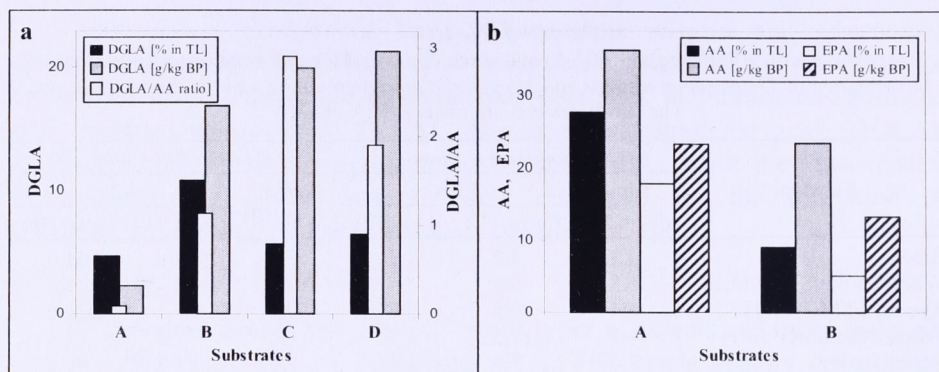 a
DGLA [% in TL]
DGLA [g/kg BP]
DGLA/AA ratio]
20
10
0
DGLA
3
2
1
0
DGLA/AA
A B C D
Substrates
b
AA [% in TL] EPA [% in TL]
AA [g/kg BP] EPA [g/kg BP]
30
20
10
0
AA, EPA
A B
Substrates